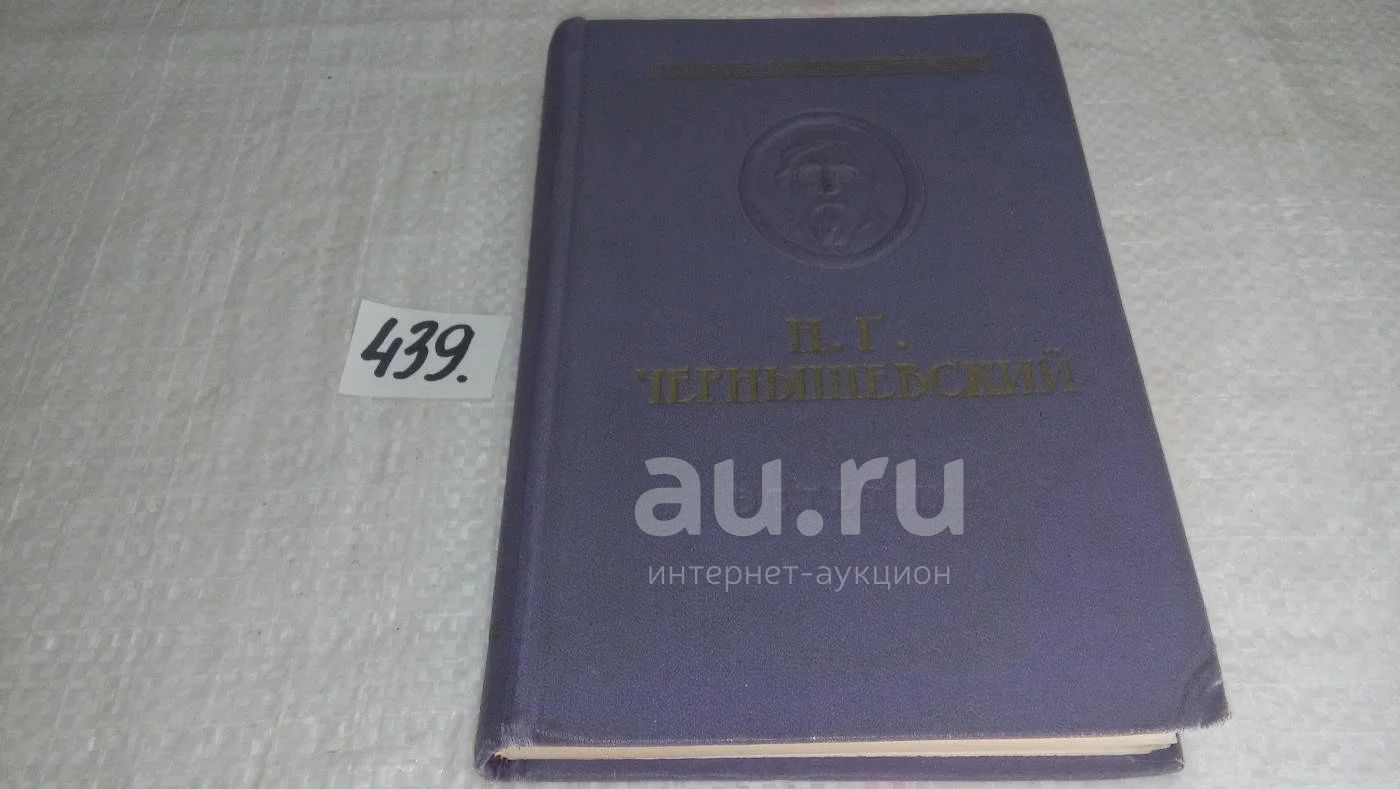 439.
Н. Г.
ЧЕРНЫШЕВСКИЙ
au.ru
интернет-аукцион